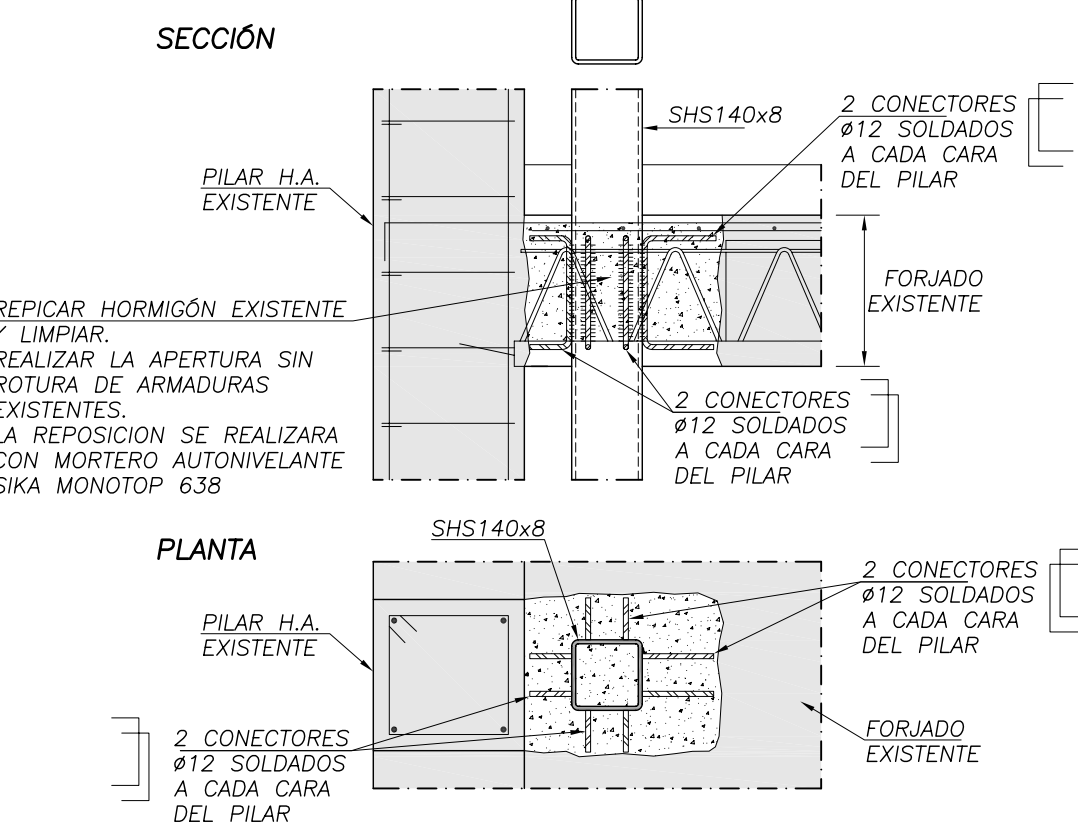 SECCIÓN
SHS140x8
2 CONECTORES
ø12 SOLDADOS
A CADA CARA
DEL PILAR
PILAR H.A.
EXISTENTE
FORJADO
EXISTENTE
REPICAR HORMIGÓN EXISTENTE
Y LIMPIAR.
REALIZAR LA APERTURA SIN
ROTURA DE ARMADURAS
EXISTENTES.
LA REPOSICION SE REALIZARA
CON MORTERO AUTONIVELANTE
SIKA MONOTOP 638
2 CONECTORES
ø12 SOLDADOS
A CADA CARA
DEL PILAR
PLANTA
SHS140x8
2 CONECTORES
ø12 SOLDADOS
A CADA CARA
DEL PILAR
PILAR H.A.
EXISTENTE
FORJADO
EXISTENTE
2 CONECTORES
ø12 SOLDADOS
A CADA CARA
DEL PILAR